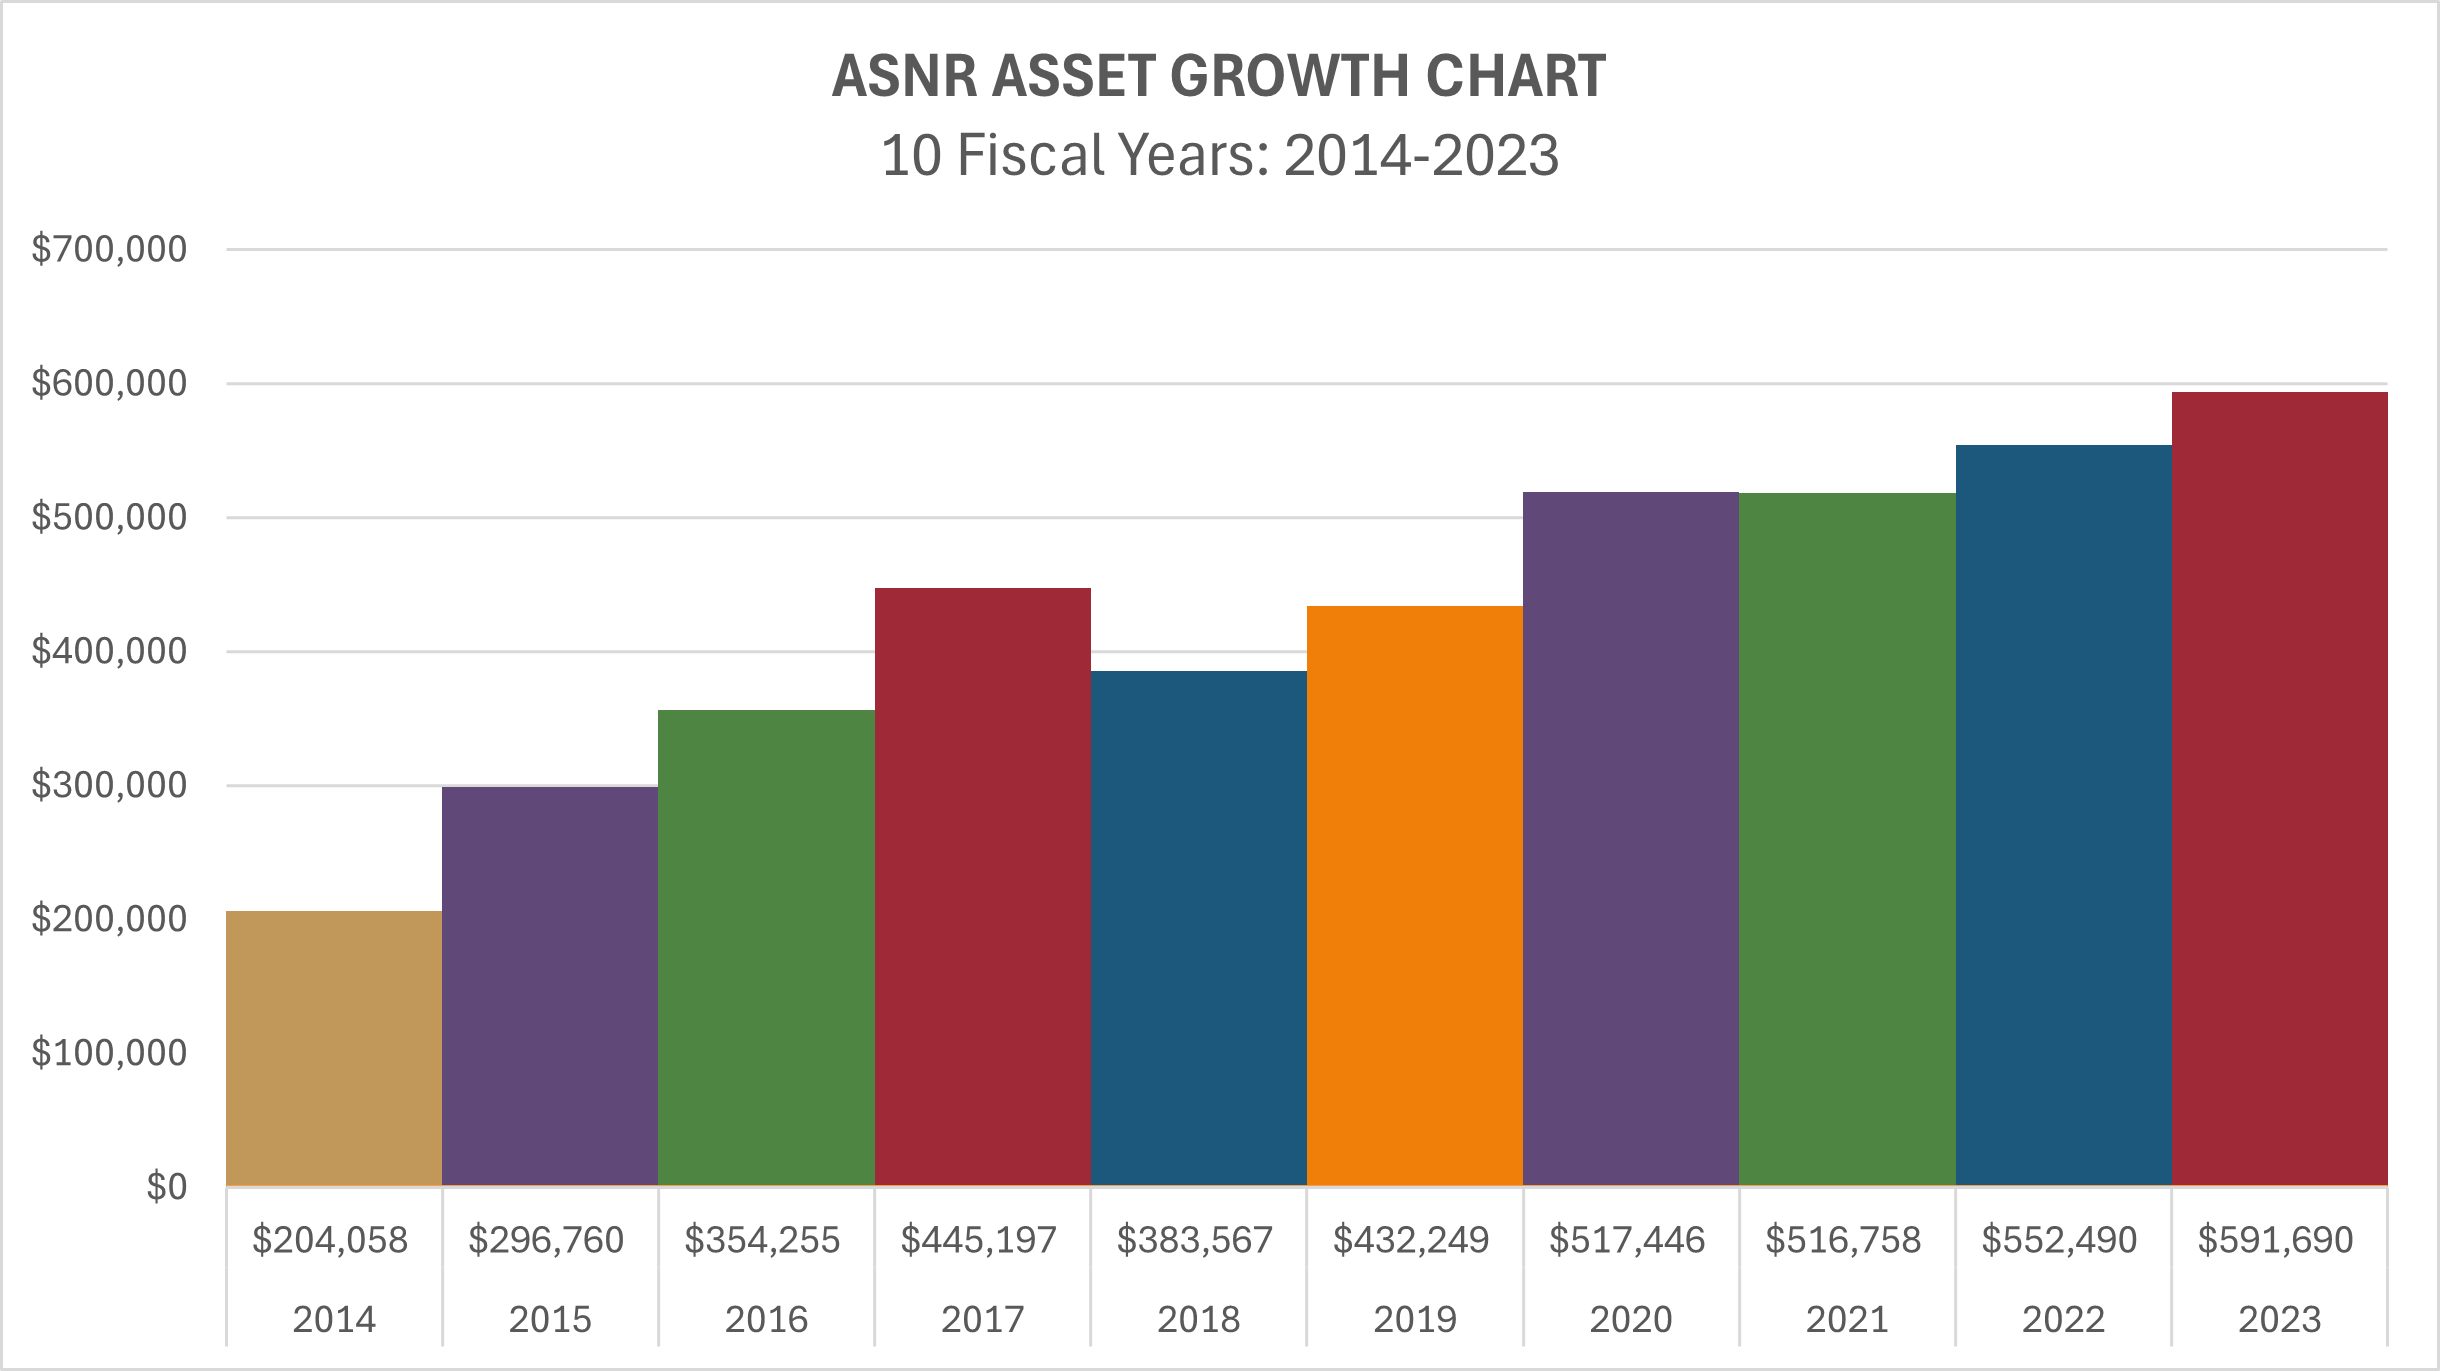 ASNR ASSET GROWTH CHART
10 Fiscal Years: 2014-2023
$700,000
$600,000
$500,000
$400,000
$300,000
$200,000
$100,000
$0
$204,058 $296,760 $354,255 $445,197 $383,567 $432,249 $517,446 $516,758 $552,490 $591,690
2014 2015 2016 2017 2018 2019 2020 2021 2022 2023